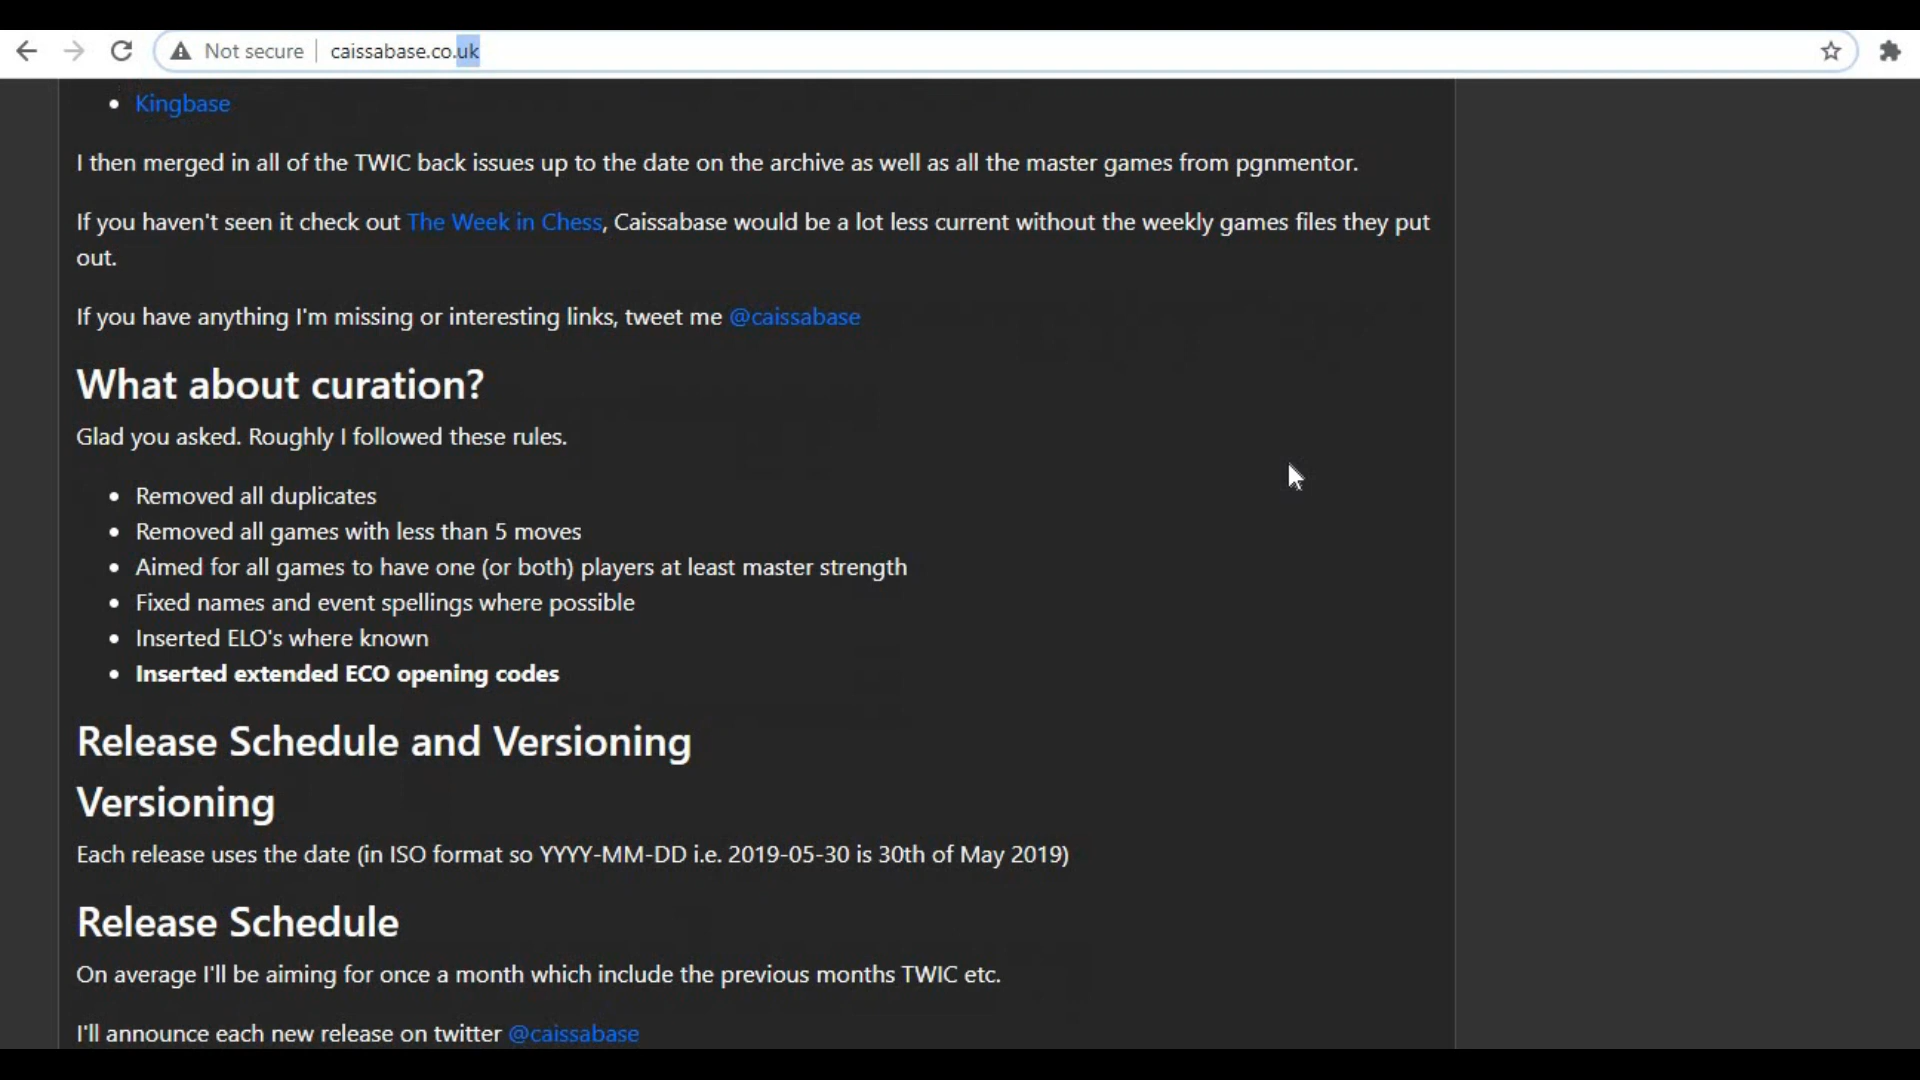 Not secure
caissabase.co.uk
Kingbase
I then merged in all of the TWIC back issues up to the date on the archive as well as all the master games from pgnmentor.
If you haven't seen it check out The Week in Chess, Caissabase would be a lot less current without the weekly games files they put
out.
If you have anything I'm missing or interesting links, tweet me @caissabase
What about curation?
Glad you asked. Roughly I followed these rules.
Removed all duplicates
Removed all games with less than 5 moves
Aimed for all games to have one (or both) players at least master strength
Fixed names and event spellings where possible
Inserted ELO's where known
Inserted extended ECO opening codes
Release Schedule and Versioning
Versioning
Each release uses the date (in ISO format so YYYY-MM-DD i.e. 2019-05-30 is 30th of May 2019)
Release Schedule
On average I'll be aiming for once a month which include the previous months TWIC etc.
I'll announce each new release on twitter @caissabase